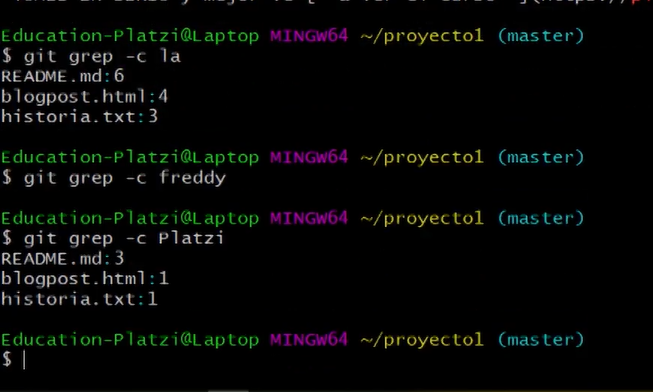 Education-Platzi@Laptop MINGW64 ~/proyecto1 (master)
$ git grep -c la
README.md:6
blogpost.html:4
historia.txt:3
Education-Platzi@Laptop MINGW64 ~/proyecto1 (master)
$ git grep -c freddy
Education-Platzi@Laptop MINGW64 ~/proyecto1 (master)
$ git grep -c Platzi
README.md:3
blogpost.html:1
historia.txt:1
Education-Platzi@Laptop MINGW64 ~/proyecto1 (master)
$